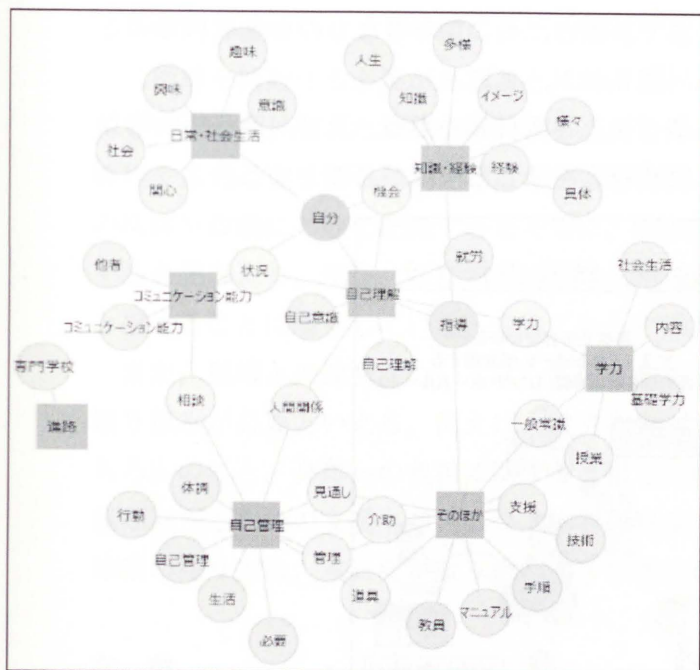 趣味
多様
人生
興味
意識
知識
イメージ
日常・社会生活
様々
社会
知識・経験
経験
関心
機会
具体
自分
他者
状況
就労
社会生活
コミュニケーション能力
自己理解
コミュニケーション能力
自己意識
指導
学力
内容
専門学校
自己理解
学力
進路
相談
人間関係
基礎学力
一般常識
授業
体調
見通し
行動
自己管理
介助
そのほか
支援
自己管理
管理
技術
生活
道具
手順
必要
教員
マニュアル